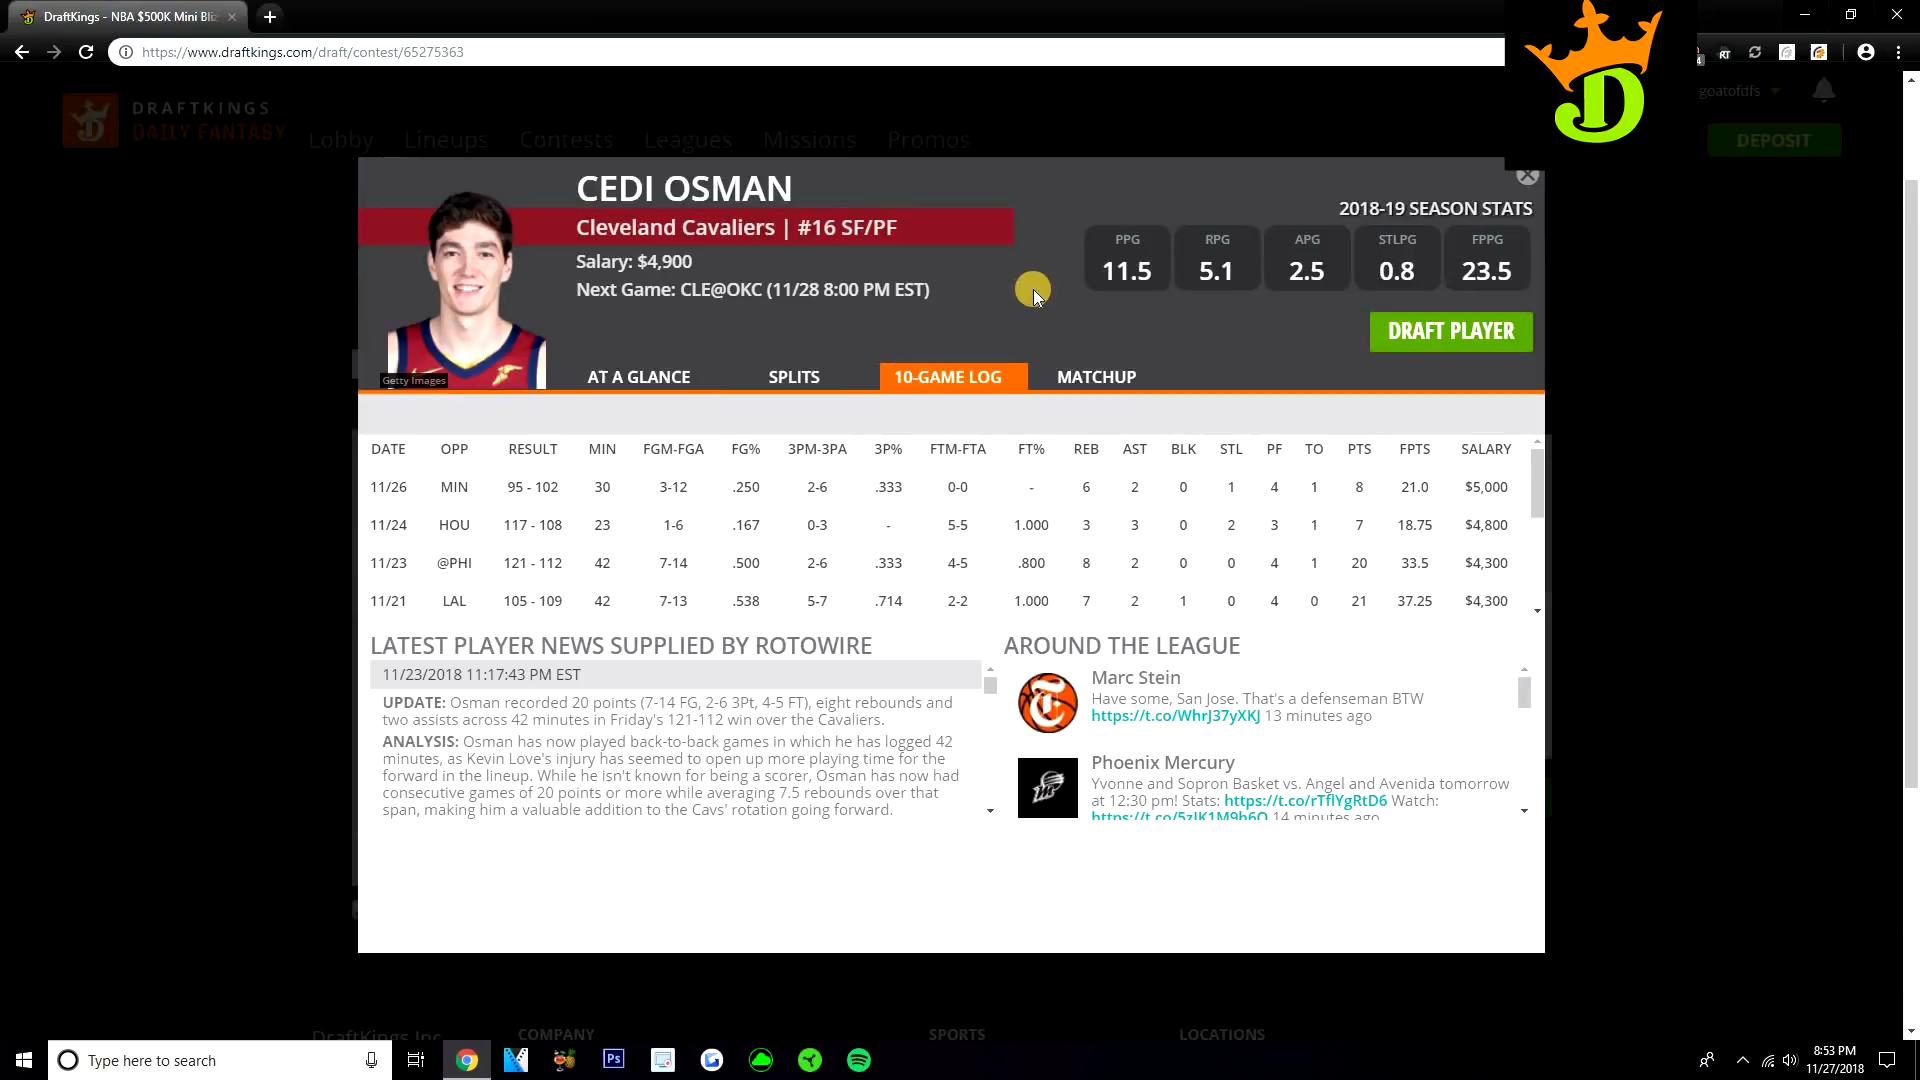 DraftKings - NBA $500K Mini Bli
https://www.draftkings.com/draft/contest/65275363
RT
DRAFTKINGS
DAILY FANTASY
Lobby Lineups Contests Leagues Missions Promos
goatofdfs
DEPOSIT
D
CEDI OSMAN
Cleveland Cavaliers | #16 SF/PF
Salary: $4,900
Next Game: CLE@OKC (11/28 8:00 PM EST)
Getty Images
2018-19 SEASON STATS
PPG RPG APG STLPG FPPG
11.5 5.1 2.5 0.8 23.5
DRAFT PLAYER
AT A GLANCE SPLITS 10-GAME LOG MATCHUP
DATE OPP RESULT MIN FGM-FGA FG% 3PM-3PA 3P% FTM-FTA FT% REB AST BLK STL PF TO PTS FPTS SALARY
11/26 MIN 95 - 102 30 3-12 .250 2-6 .333 0-0 - 6 2 0 1 4 1 8 21.0 $5,000
11/24 HOU 117 - 108 23 1-6 .167 0-3 - 5-5 1.000 3 3 0 2 3 1 7 18.75 $4,800
11/23 @PHI 121 - 112 42 7-14 .500 2-6 .333 4-5 .800 8 2 0 0 4 1 20 33.5 $4,300
11/21 LAL 105 - 109 42 7-13 .538 5-7 .714 2-2 1.000 7 2 1 0 4 0 21 37.25 $4,300
LATEST PLAYER NEWS SUPPLIED BY ROTOWIRE
11/23/2018 11:17:43 PM EST
UPDATE: Osman recorded 20 points (7-14 FG, 2-6 3Pt, 4-5 FT), eight rebounds and
two assists across 42 minutes in Friday's 121-112 win over the Cavaliers.
ANALYSIS: Osman has now played back-to-back games in which he has logged 42
minutes, as Kevin Love's injury has seemed to open up more playing time for the
forward in the lineup. While he isn't known for being a scorer, Osman has now had
consecutive games of 20 points or more while averaging 7.5 rebounds over that
span, making him a valuable addition to the Cavs' rotation going forward.
AROUND THE LEAGUE
Marc Stein
Have some, San Jose. That's a defenseman BTW
https://t.co/WhrJ37yXKJ 13 minutes ago
Phoenix Mercury
Yvonne and Sopron Basket vs. Angel and Avenida tomorrow
at 12:30 pm! Stats: https://t.co/rTflYgRtD6 Watch:
https://t.co/5zJK1M9h6O 14 minutes ago
DraftKings Inc.
COMPANY
SPORTS
LOCATIONS
Type here to search
Ps
8:53 PM
11/27/2018